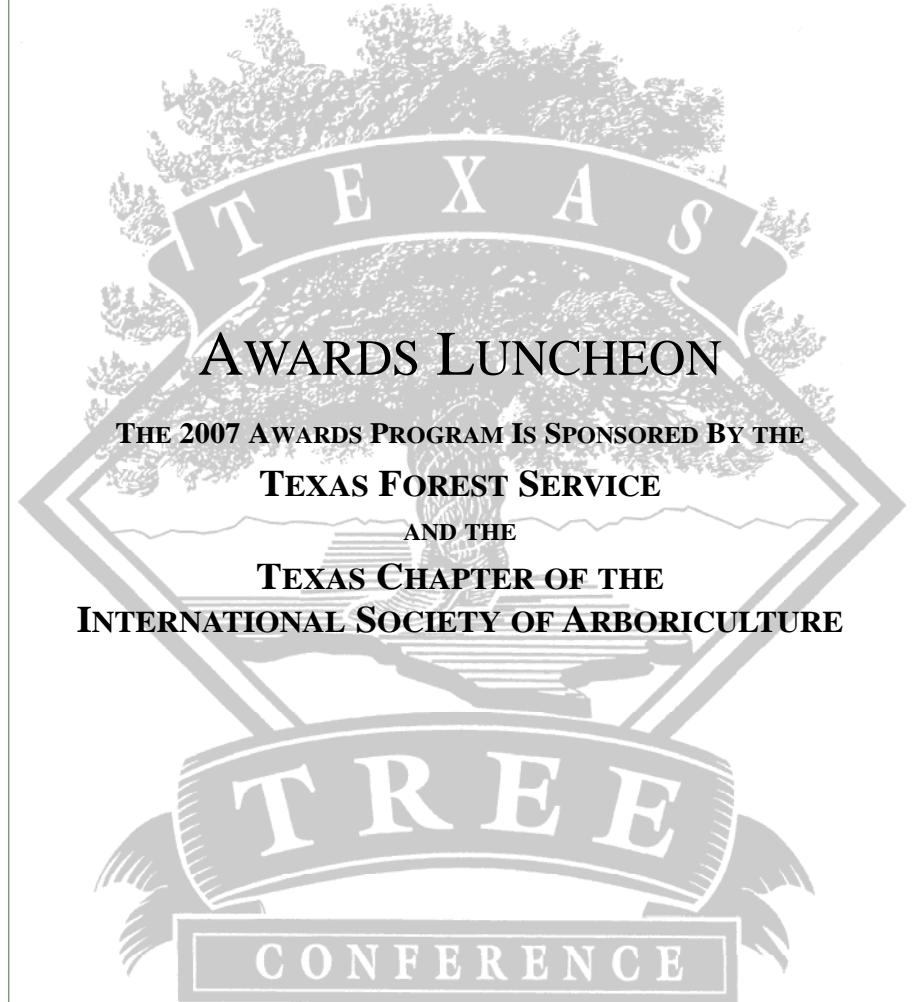 TEXAS
AWARDS LUNCHEON
THE 2007 AWARDS PROGRAM IS SPONSORED BY THE
TEXAS FOREST SERVICE
AND THE
TEXAS CHAPTER OF THE
INTERNATIONAL SOCIETY OF ARBORICULTURE
TREE
CONFERENCE